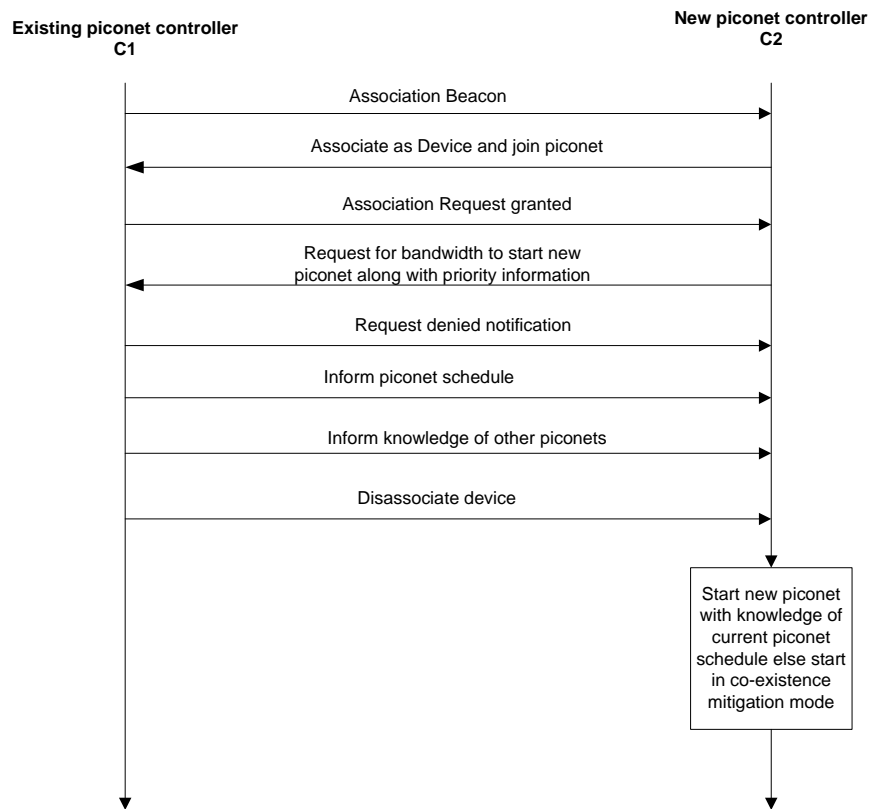 Existing piconet controller
C1
New piconet controller
C2
Association Beacon
Associate as Device and join piconet
Association Request granted
Request for bandwidth to start new
piconet along with priority information
Request denied notification
Inform piconet schedule
Inform knowledge of other piconets
Disassociate device
Start new piconet
with knowledge of
current piconet
schedule else start
in co-existence
mitigation mode